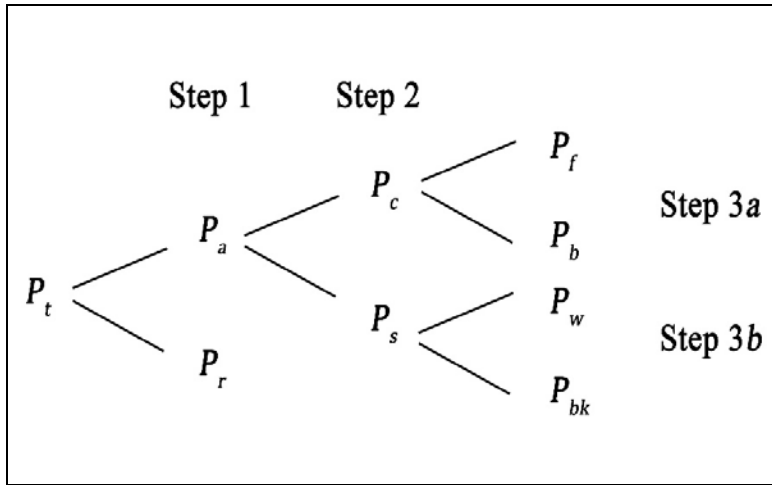 Step 1 Step 2
P_f
P_c
Step 3a
P_a
P_b
P_t
P_w
P_s
Step 3b
P_r
P_bk